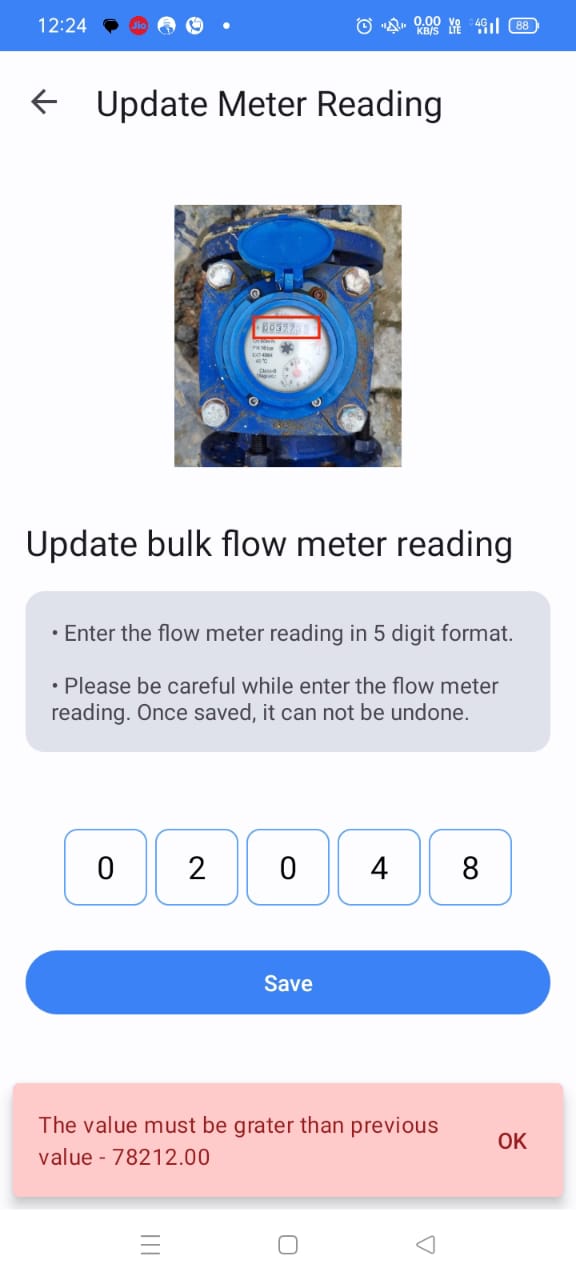 12:24
0.00
KB/S
Vo
LTE
4G
88
Update Meter Reading
Update bulk flow meter reading
• Enter the flow meter reading in 5 digit format.
• Please be careful while enter the flow meter
reading. Once saved, it can not be undone.
0 2 0 4 8
Save
The value must be grater than previous
value - 78212.00
OK